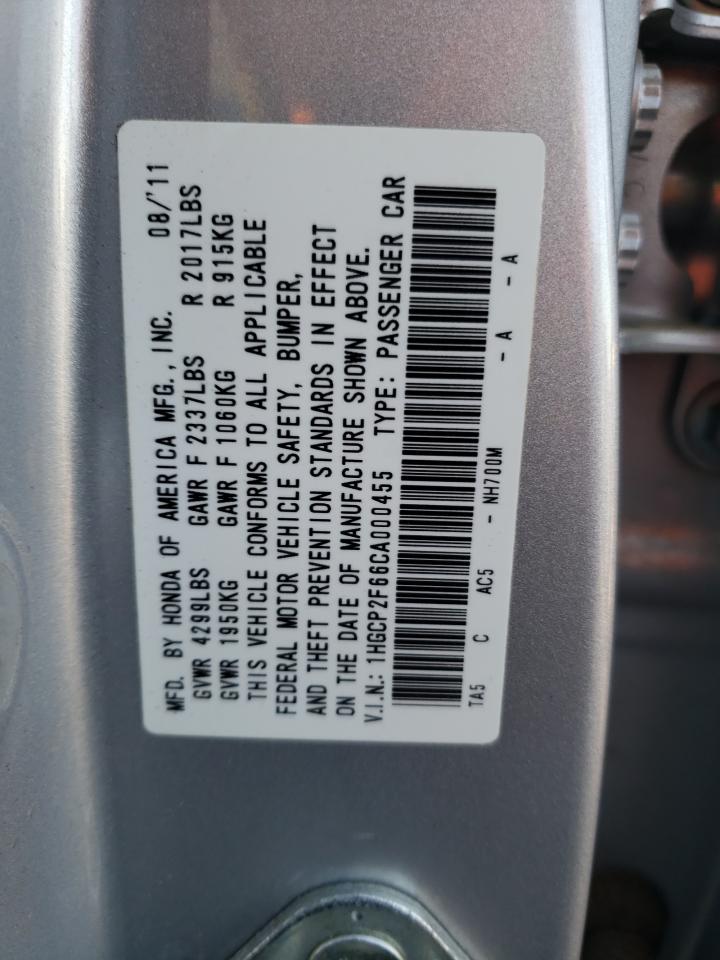 MFD. BY HONDA OF AMERICA MFG., INC. 08/'11
GVWR 4299LBS GAWR F 2337LBS R 2017LBS
GVWR 1950KG GAWR F 1060KG R 915KG
THIS VEHICLE CONFORMS TO ALL APPLICABLE
FEDERAL MOTOR VEHICLE SAFETY, BUMPER,
AND THEFT PREVENTION STANDARDS IN EFFECT
ON THE DATE OF MANUFACTURE SHOWN ABOVE.
V.I.N.: 1HGCP2F66CA000455 TYPE: PASSENGER CAR
TA5 C AC5 - NH700M - A - A